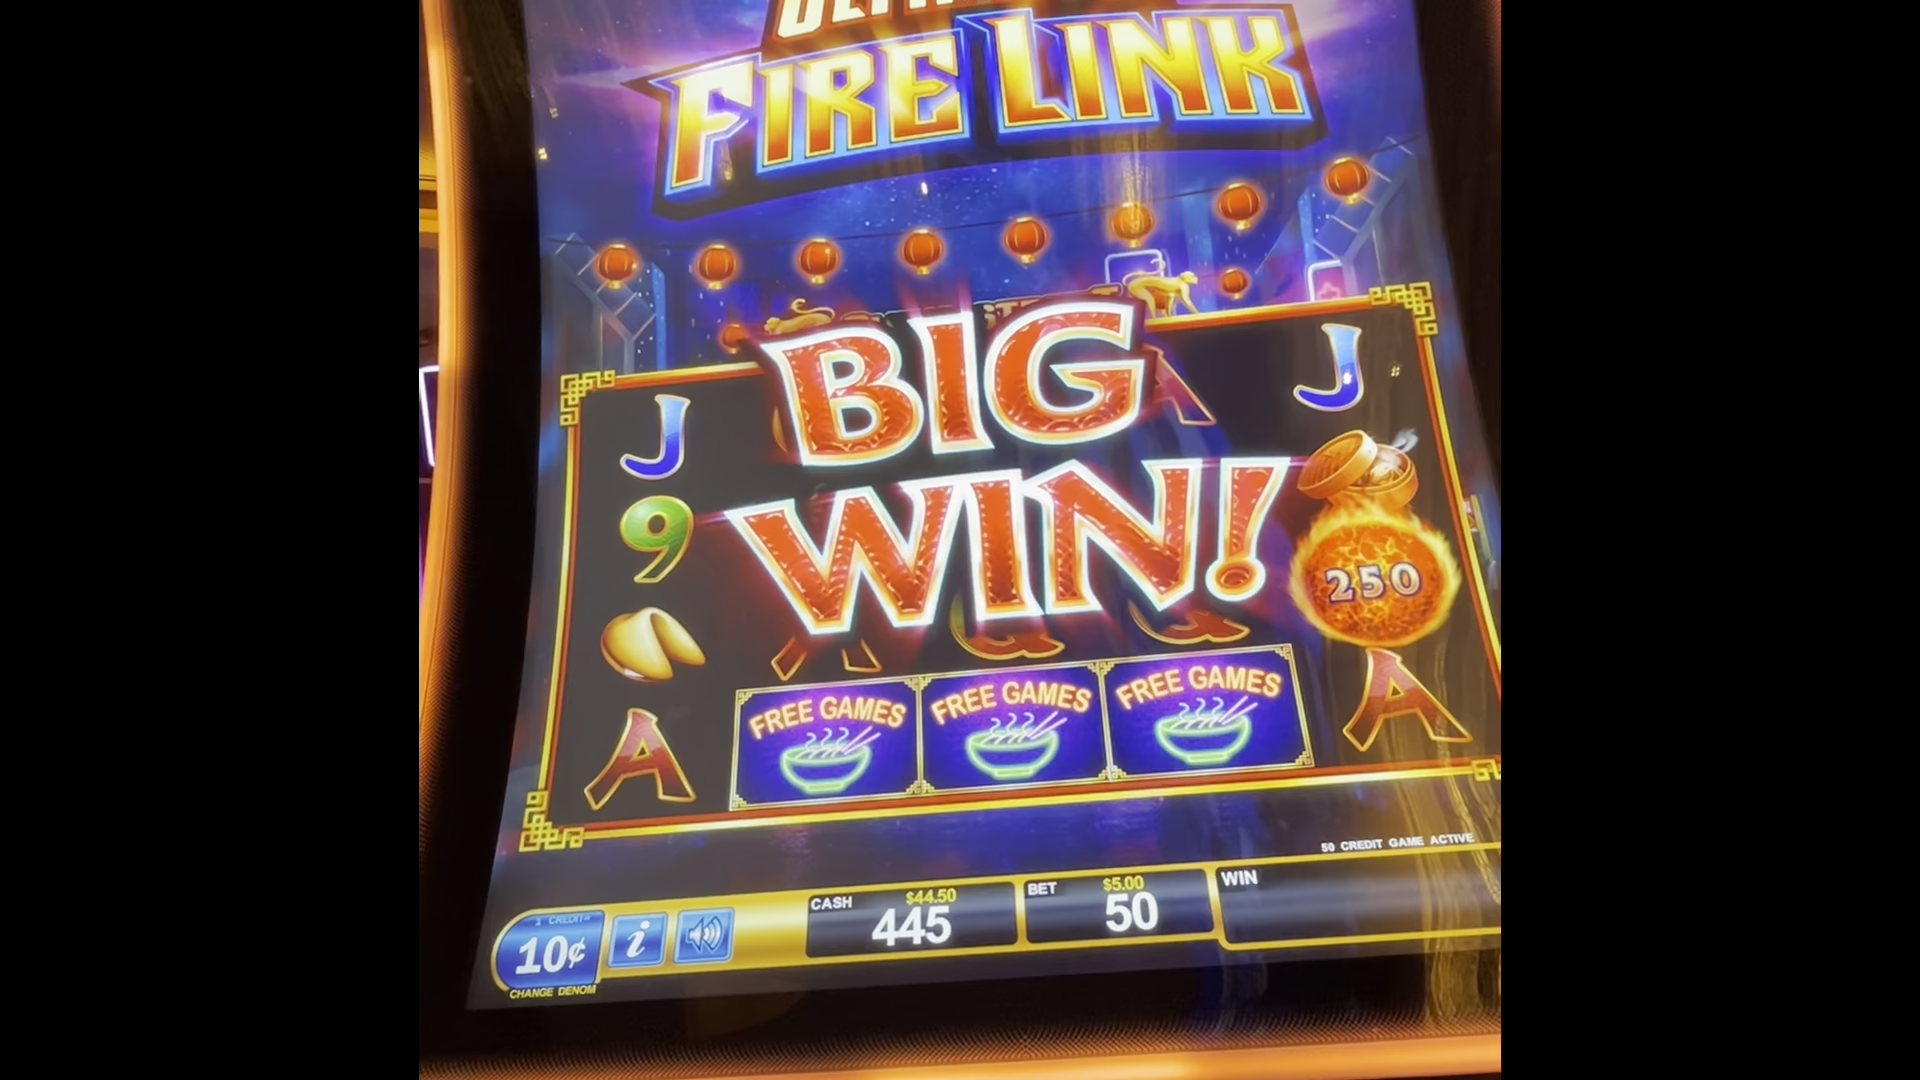 FIRE LINK
BIG
WIN!
J
J
9
250
A
A
FREE GAMES
FREE GAMES
FREE GAMES
50 CREDIT GAME ACTIVE
1 CREDIT=
10¢
CHANGE DENOM
i
CASH $44.50
445
BET $5.00
50
WIN